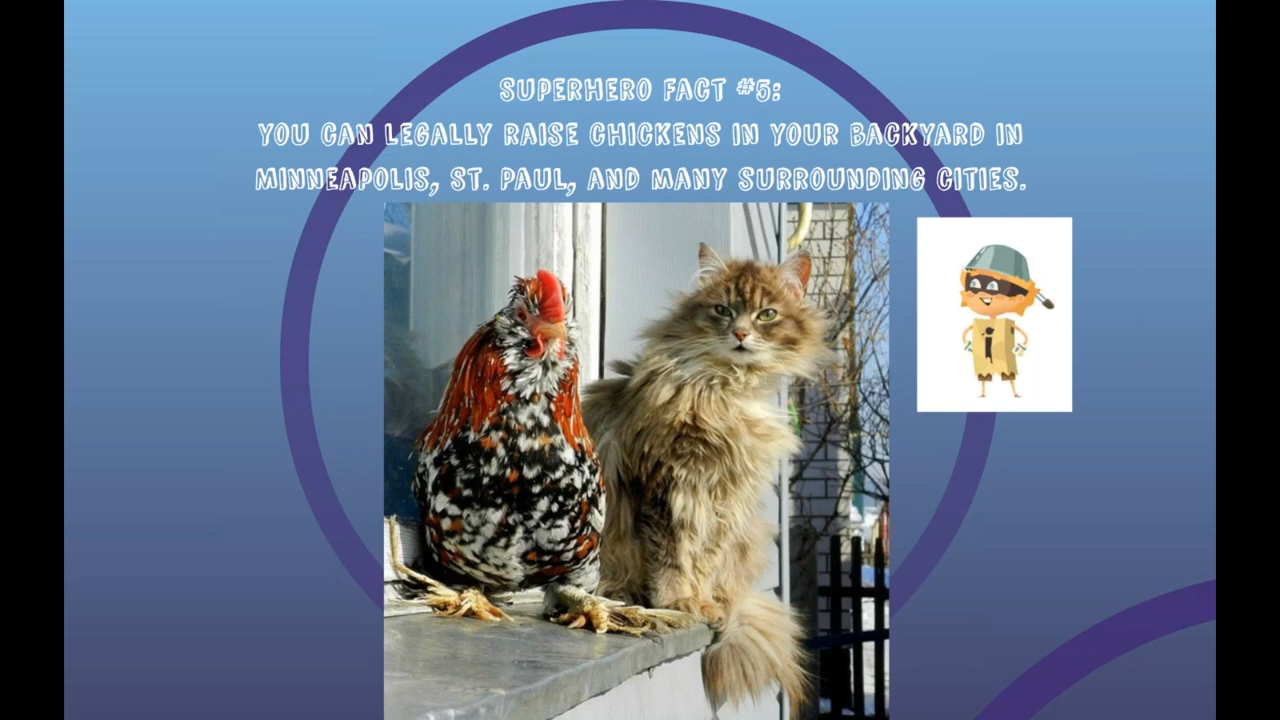 SUPERHERO FACT #5:
YOU CAN LEGALLY RAISE CHICKENS IN YOUR BACKYARD IN
MINNEAPOLIS, ST. PAUL, AND MANY SURROUNDING CITIES.
i